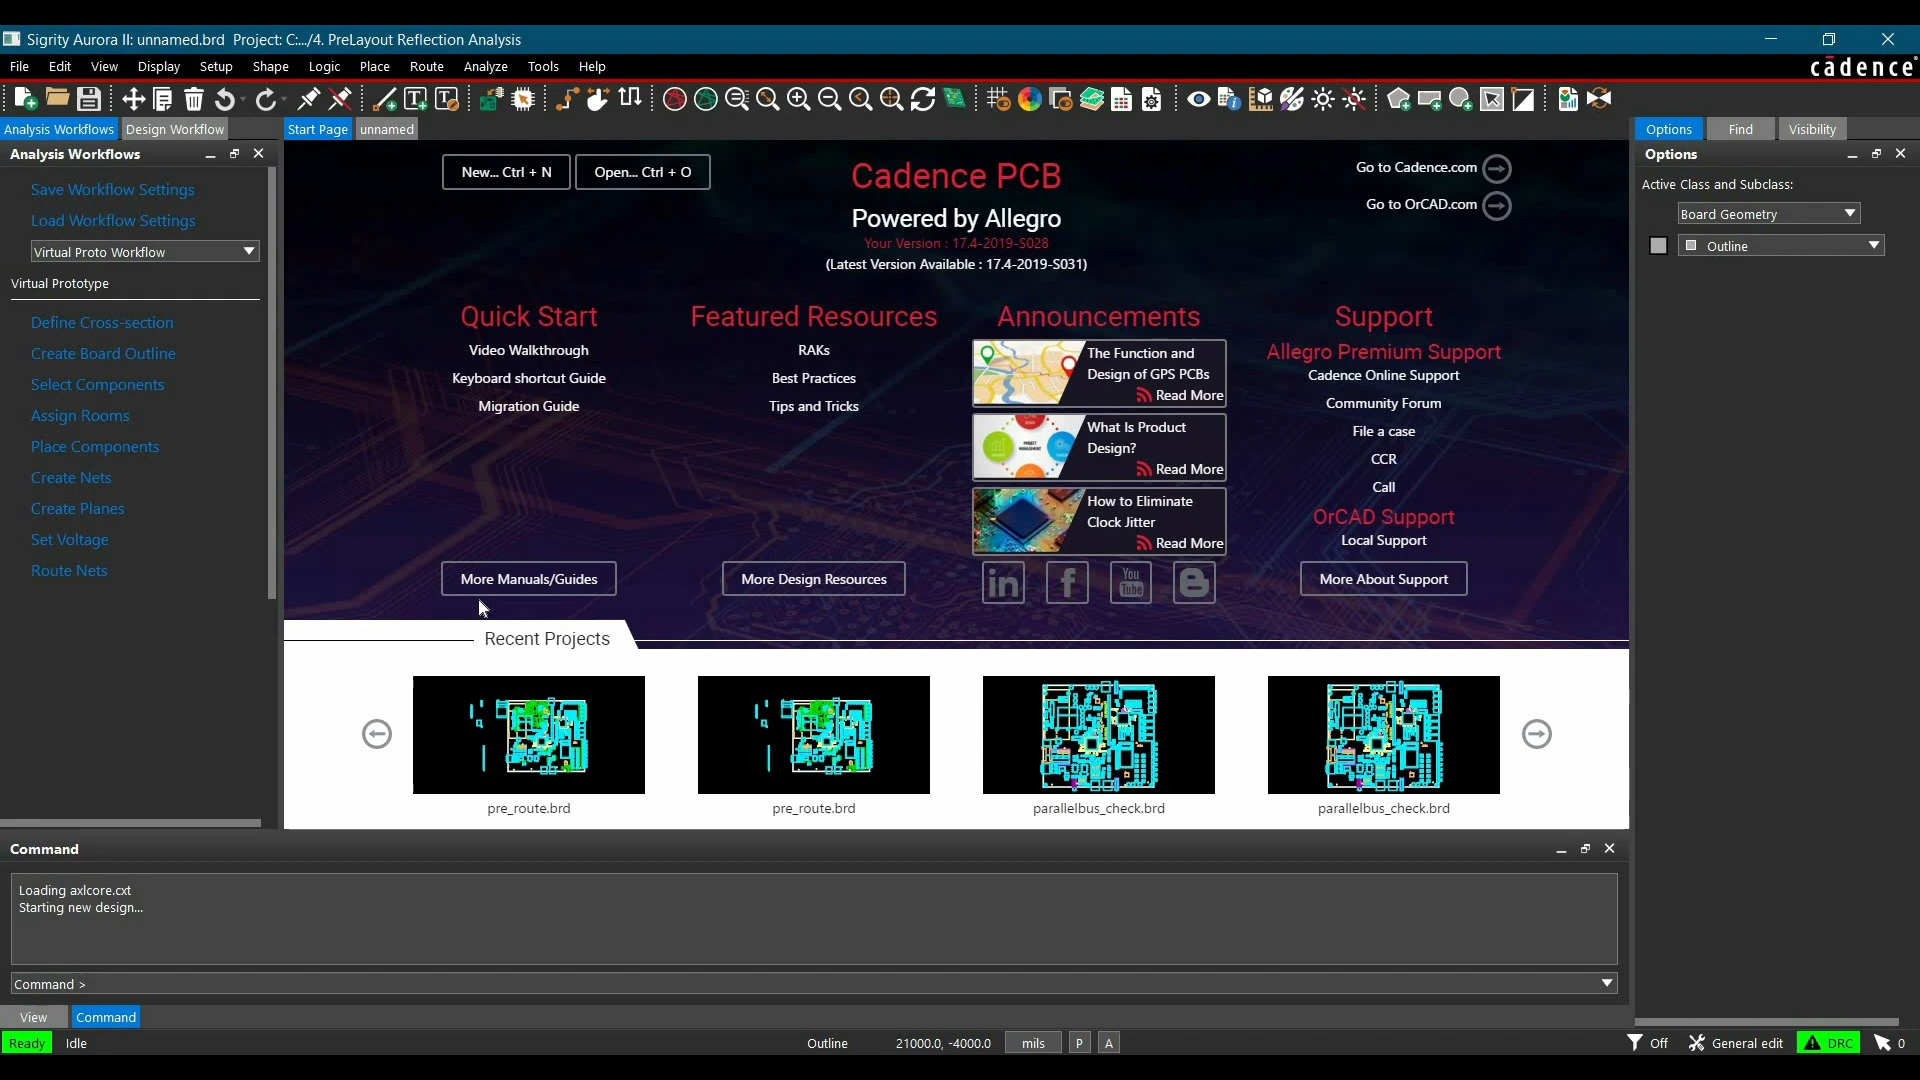 Sigrity Aurora II: unnamed.brd Project: C:.../4. PreLayout Reflection Analysis
File Edit View Display Setup Shape Logic Place Route Analyze Tools Help
cādence
Analysis Workflows Design Workflow Start Page unnamed Options Find Visibility
Analysis Workflows
Save Workflow Settings
Load Workflow Settings
Virtual Proto Workflow
Virtual Prototype
Define Cross-section
Create Board Outline
Select Components
Assign Rooms
Place Components
Create Nets
Create Planes
Set Voltage
Route Nets
New... Ctrl + N
Open... Ctrl + O
Cadence PCB
Powered by Allegro
Your Version : 17.4-2019-S028
(Latest Version Available : 17.4-2019-S031)
Go to Cadence.com
Go to OrCAD.com
Quick Start
Video Walkthrough
Keyboard shortcut Guide
Migration Guide
More Manuals/Guides
Featured Resources
RAKs
Best Practices
Tips and Tricks
More Design Resources
Announcements
The Function and
Design of GPS PCBs
Read More
What Is Product
Design?
Read More
How to Eliminate
Clock Jitter
Read More
in
f
You
Tube
B
Support
Allegro Premium Support
Cadence Online Support
Community Forum
File a case
CCR
Call
OrCAD Support
Local Support
More About Support
Recent Projects
pre_route.brd
pre_route.brd
parallelbus_check.brd
parallelbus_check.brd
Options
Active Class and Subclass:
Board Geometry
Outline
Command
Loading axlcore.cxt
Starting new design...
Command >
View Command
Ready Idle Outline 21000.0, -4000.0 mils P A Off General edit DRC 0